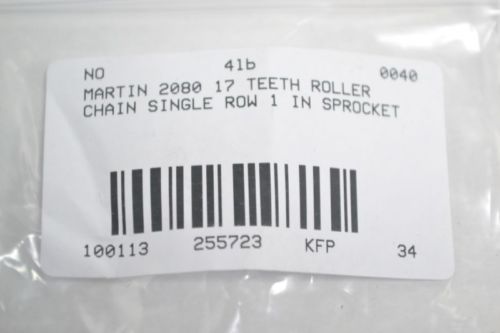 NO 41b 0040
MARTIN 2080 17 TEETH ROLLER
CHAIN SINGLE ROW 1 IN SPROCKET
100113 255723 KFP 34